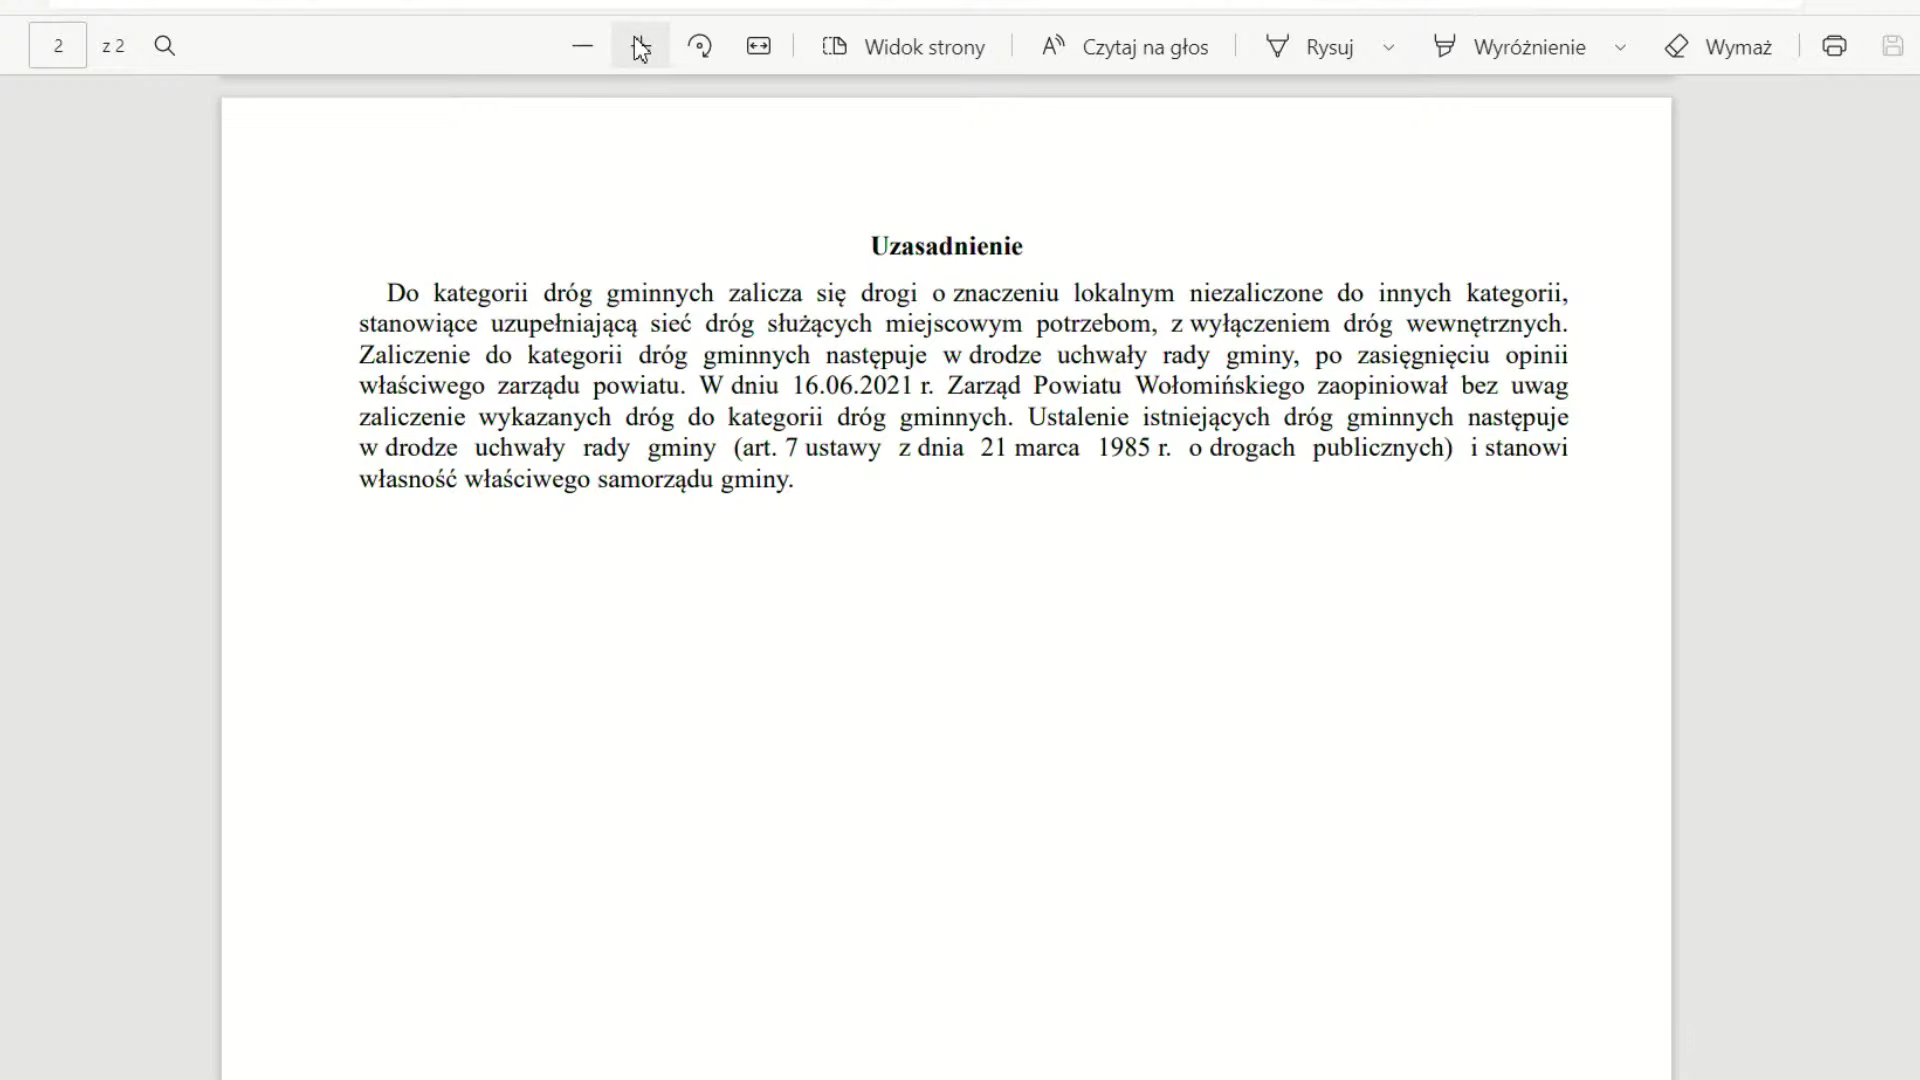 2 z 2 Widok strony Czytaj na głos Rysuj Wyróżnienie Wymaż
Uzasadnienie
Do kategorii dróg gminnych zalicza się drogi o znaczeniu lokalnym niezaliczone do innych kategorii,
stanowiące uzupełniającą sieć dróg służących miejscowym potrzebom, z wyłączeniem dróg wewnętrznych.
Zaliczenie do kategorii dróg gminnych następuje w drodze uchwały rady gminy, po zasięgnięciu opinii
właściwego zarządu powiatu. W dniu 16.06.2021 r. Zarząd Powiatu Wołomińskiego zaopiniował bez uwag
zaliczenie wykazanych dróg do kategorii dróg gminnych. Ustalenie istniejących dróg gminnych następuje
w drodze uchwały rady gminy (art. 7 ustawy z dnia 21 marca 1985 r. o drogach publicznych) i stanowi
własność właściwego samorządu gminy.